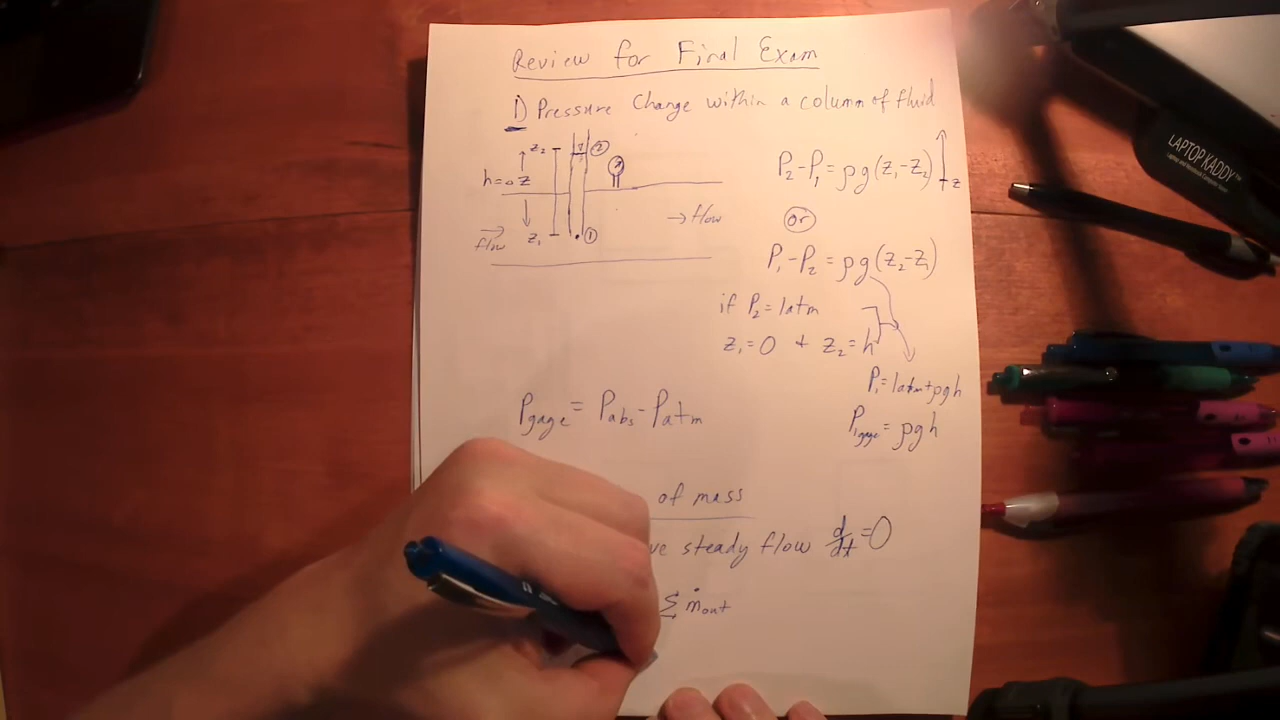 Review for Final Exam
1) Pressure Change within a column of fluid
z₂ ②
h=∞ z
flow z₁ ①
→ flow
P₂-P₁=ρg(z₁-z₂) z
or
P₁-P₂=ρg(z₂-z₁)
if P₂=1atm
z₁=0 + z₂=h
P₁=1atm+ρgh
Pgage=Pabs-Patm
P₁gage=ρgh
of mass
steady flow d/dt=0
Σ ṁout
LAPTOP KADDY™